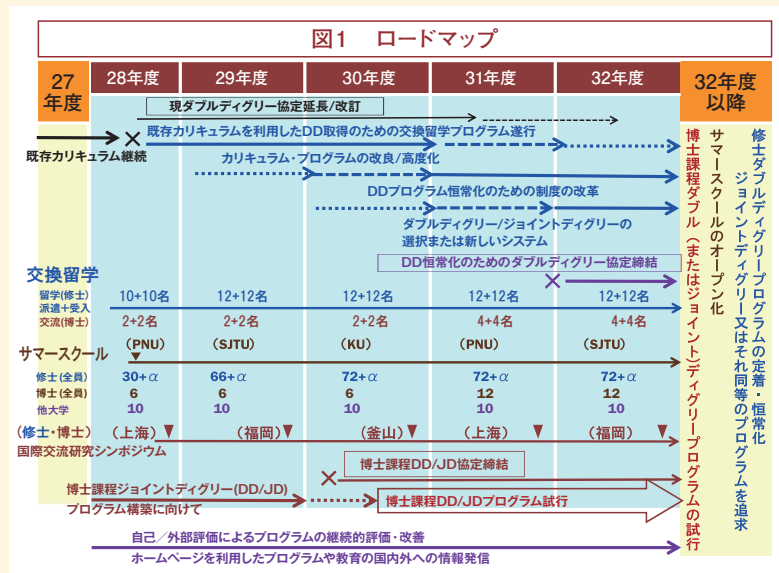 図1 ロードマップ
27年度
28年度 29年度 30年度 31年度 32年度
32年度以降
現ダブルディグリー協定延長/改訂
既存カリキュラムを利用したDD取得のための交換留学プログラム遂行
既存カリキュラム継続
カリキュラム・プログラムの改良/高度化
DDプログラム恒常化のための制度の改革
ダブルディグリー/ジョイントディグリーの
選択または新しいシステム
DD恒常化のためのダブルディグリー協定締結
交換留学
留学(修士) 10+10名 12+12名 12+12名 12+12名 12+12名
派遣+受入
交流(博士) 2+2名 2+2名 2+2名 4+4名 4+4名
サマースクール (PNU) (SJTU) (KU) (PNU) (SJTU)
修士(全員) 30+α 66+α 72+α 72+α 72+α
博士(全員) 6 6 6 12 12
他大学 10 10 10 10 10
(修士・博士) (上海) (福岡) (釜山) (上海) (福岡)
国際交流研究シンポジウム
博士課程DD/JD協定締結
博士課程ジョイントディグリー(DD/JD)
プログラム構築に向けて
博士課程DD/JDプログラム試行
自己/外部評価によるプログラムの継続的評価・改善
ホームページを利用したプログラムや教育の国内外への情報発信
修士ダブルディグリープログラムの定着・恒常化
ジョイントディグリー又はそれ同等のプログラムを追求
サマースクールのオープン化
博士課程ダブル(またはジョイント)ディグリープログラムの試行